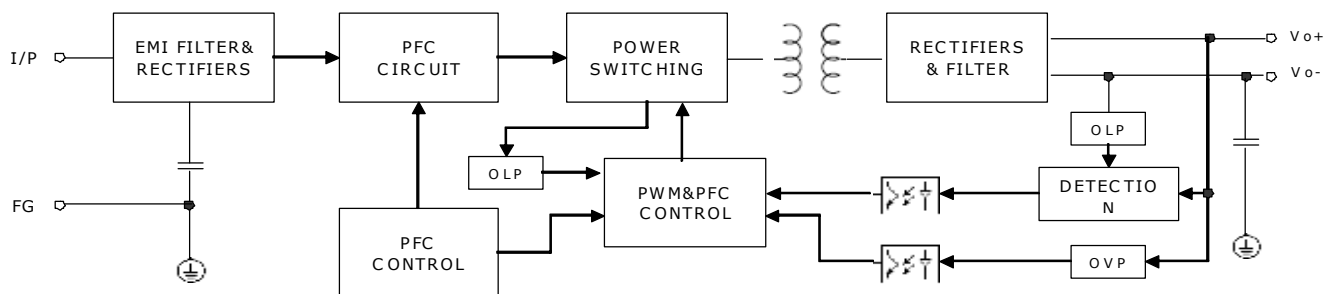 I/P
EMI FILTER&
RECTIFIERS
PFC
CIRCUIT
POWER
SWITCHING
RECTIFIERS
& FILTER
Vo+
Vo-
OLP
OLP
FG
PFC
CONTROL
PWM&PFC
CONTROL
DETECTIO
N
OVP